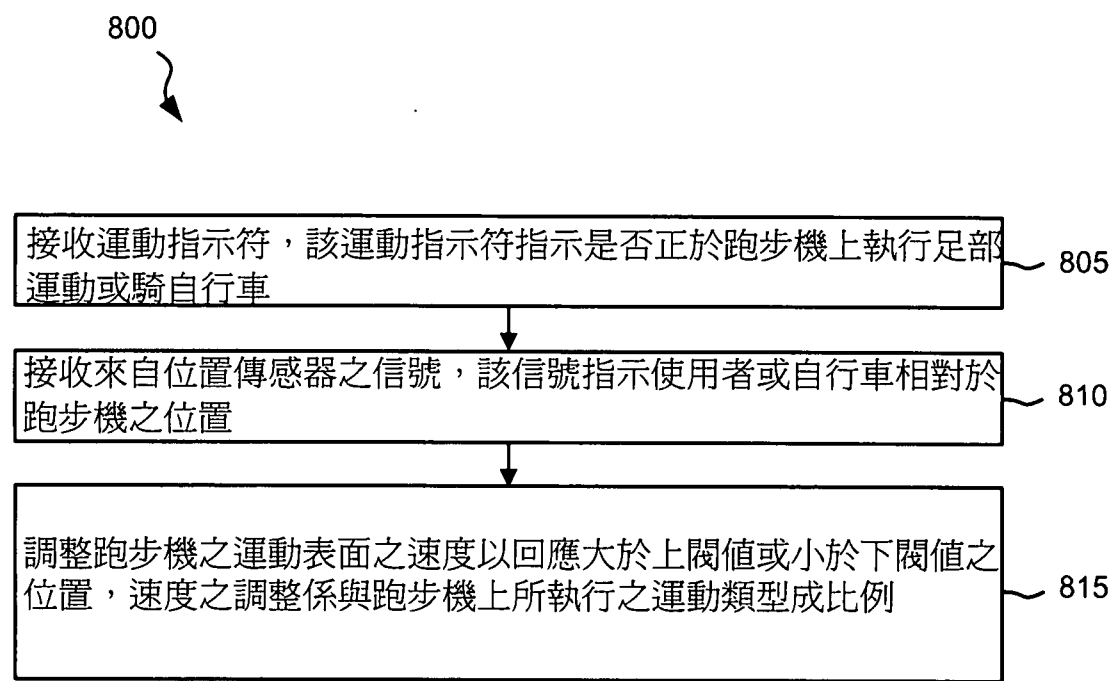 800
接收運動指示符，該運動指示符指示是否正於跑步機上執行足部
運動或騎自行車
805
接收來自位置傳感器之信號，該信號指示使用者或自行車相對於
跑步機之位置
810
調整跑步機之運動表面之速度以回應大於上閥值或小於下閥值之
位置，速度之調整係與跑步機上所執行之運動類型成比例
815